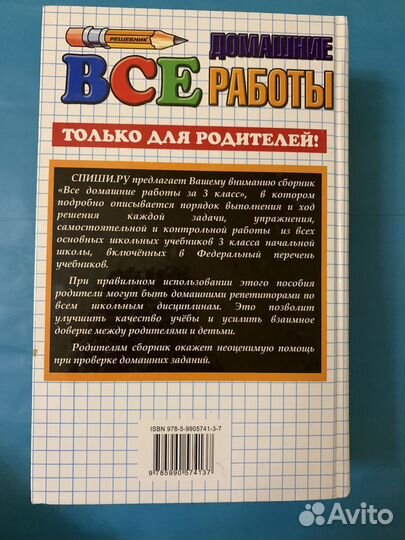 РЕШЕБНИК
ДОМАШНИЕ
ВСЕ РАБОТЫ
ТОЛЬКО ДЛЯ РОДИТЕЛЕЙ!
СПИШИ.РУ предлагает Вашему вниманию сборник
«Все домашние работы за 3 класс», в котором
подробно описывается порядок выполнения и ход
решения каждой задачи, упражнения,
самостоятельной и контрольной работы из всех
основных школьных учебников 3 класса начальной
школы, включённых в Федеральный перечень
учебников.
При правильном использовании этого пособия
родители могут быть домашними репетиторами по
всем школьным дисциплинам. Это позволит
улучшить качество учёбы и усилить взаимное
доверие между родителями и детьми.
Родителям сборник окажет неоценимую помощь
при проверке домашних заданий.
ISBN 978-5-9905741-3-7
9 785990 574137
Avito